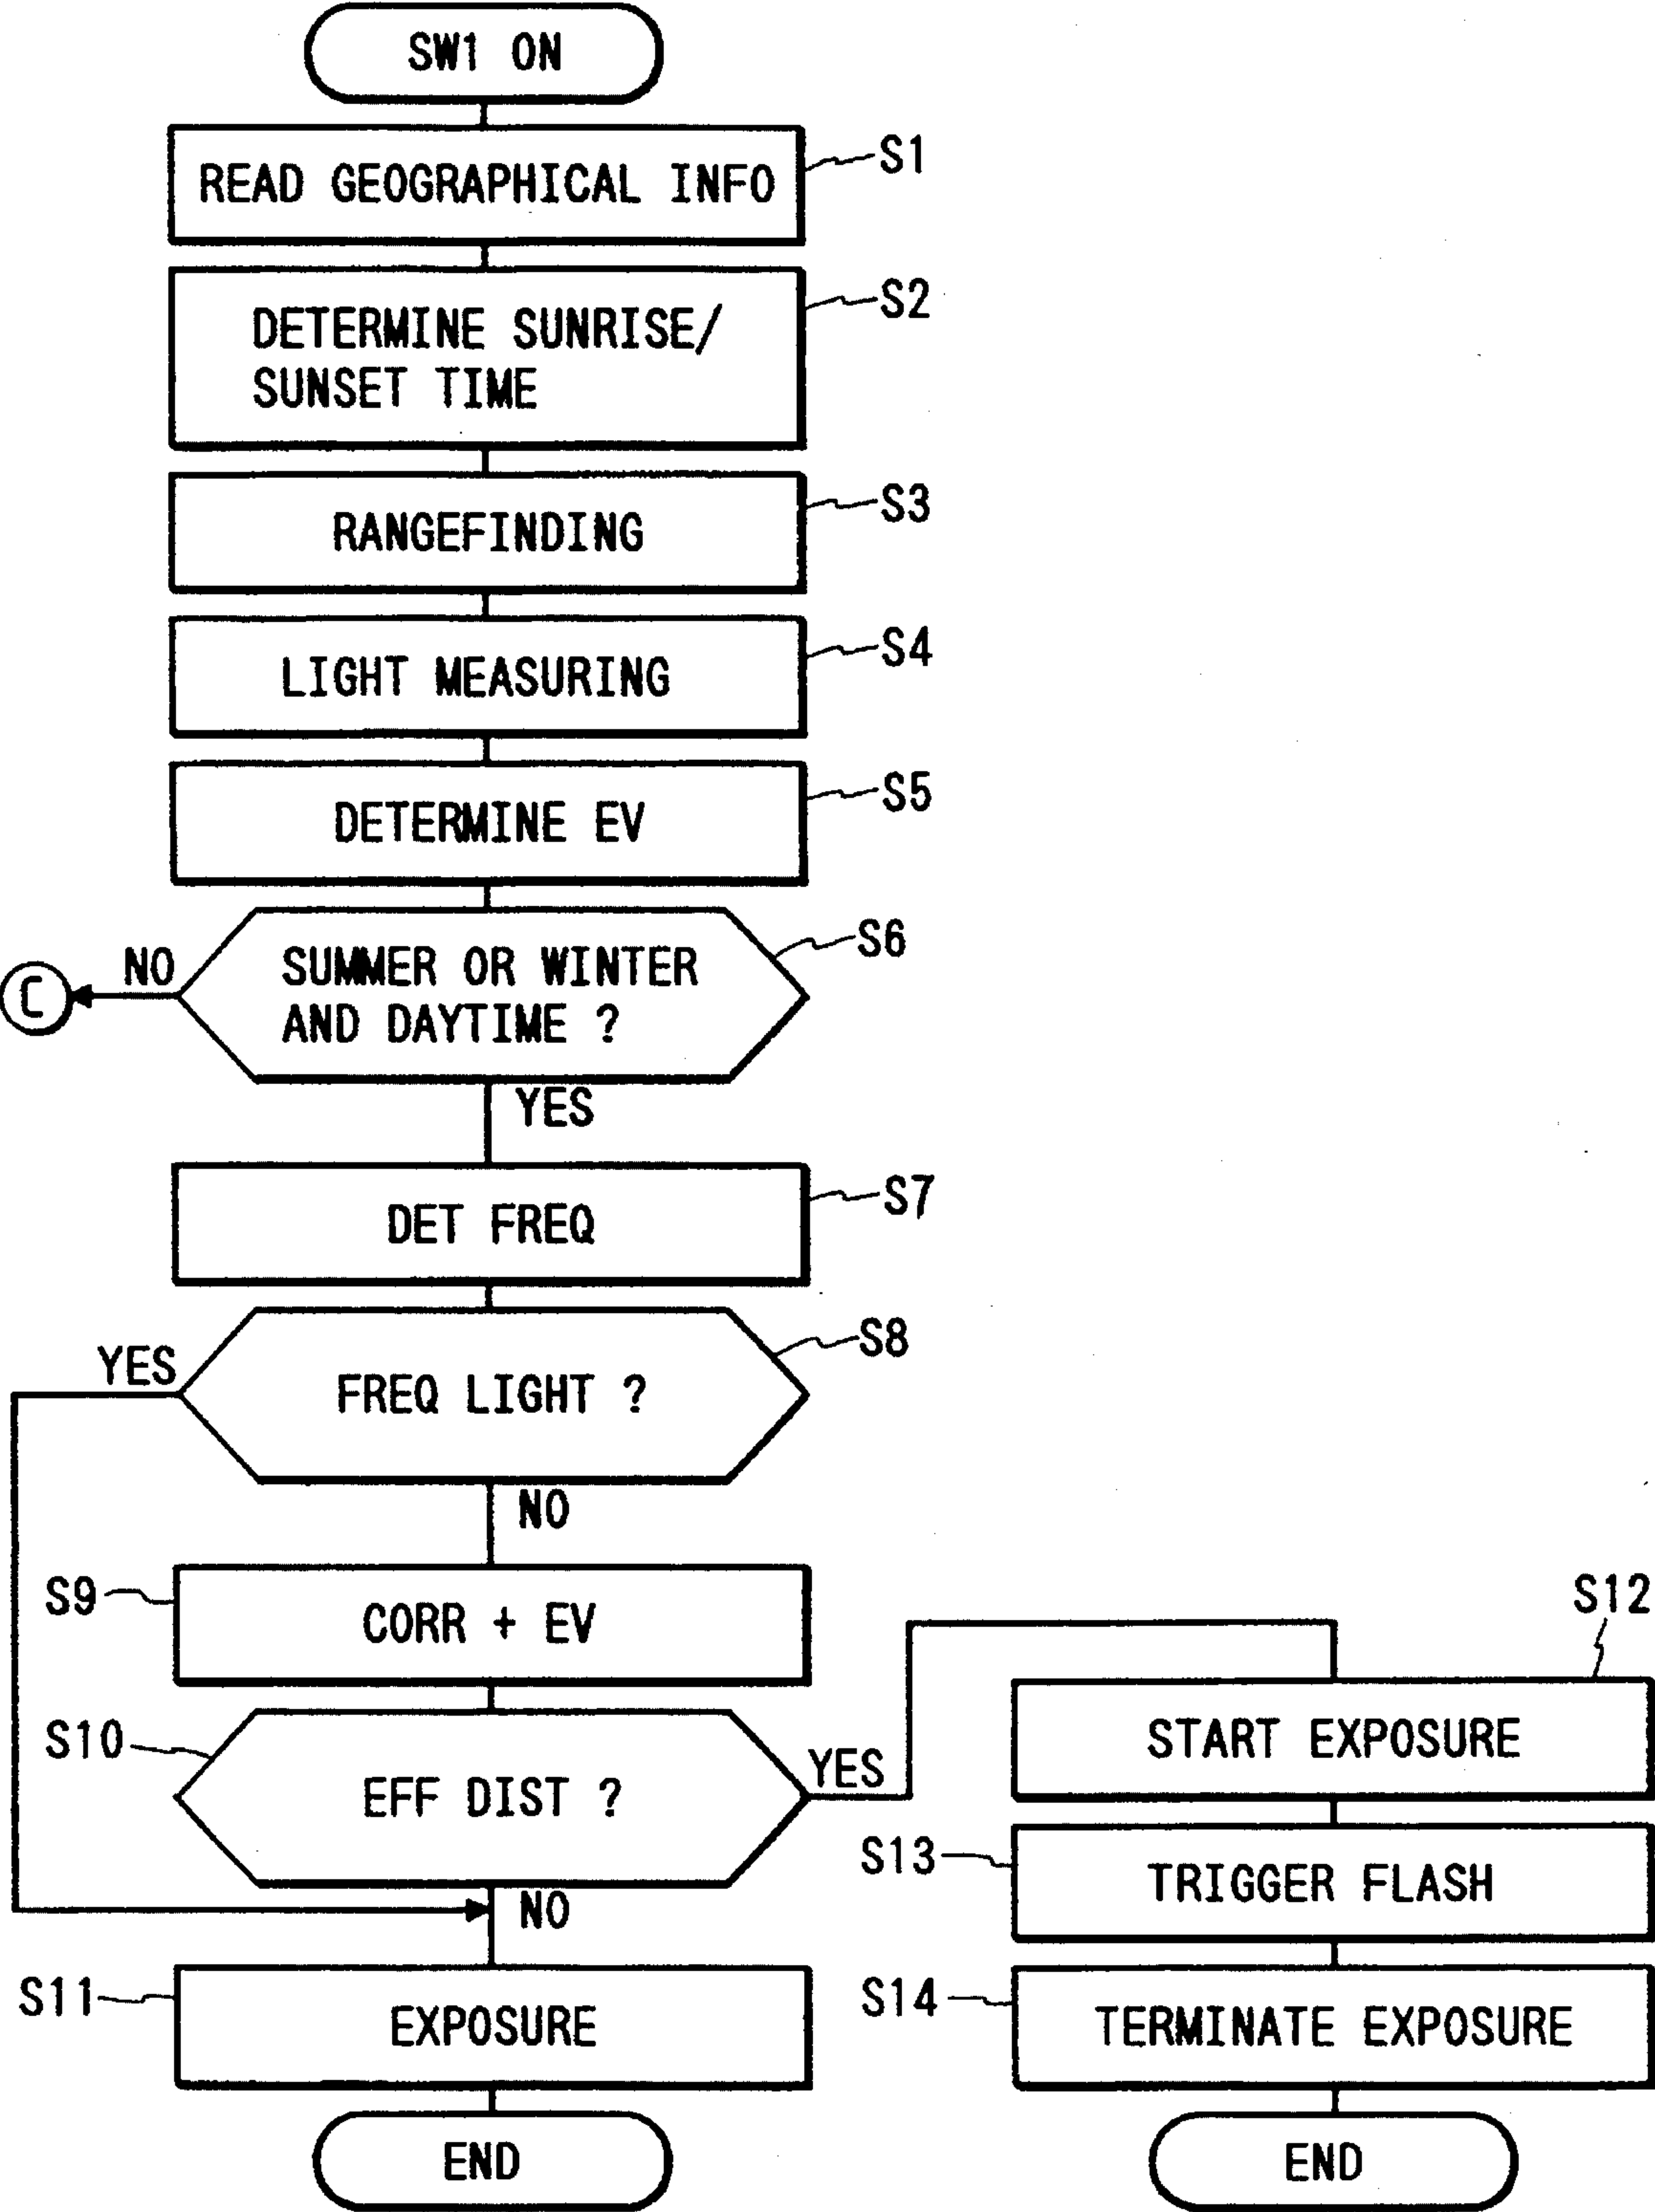 SW1 ON
READ GEOGRAPHICAL INFO
S1
DETERMINE SUNRISE/
SUNSET TIME
S2
RANGEFINDING
S3
LIGHT MEASURING
S4
DETERMINE EV
S5
SUMMER OR WINTER
AND DAYTIME ?
S6
NO
C
YES
DET FREQ
S7
FREQ LIGHT ?
S8
YES
NO
S9
CORR + EV
S10
EFF DIST ?
YES
NO
S11
EXPOSURE
END
S12
START EXPOSURE
S13
TRIGGER FLASH
S14
TERMINATE EXPOSURE
END